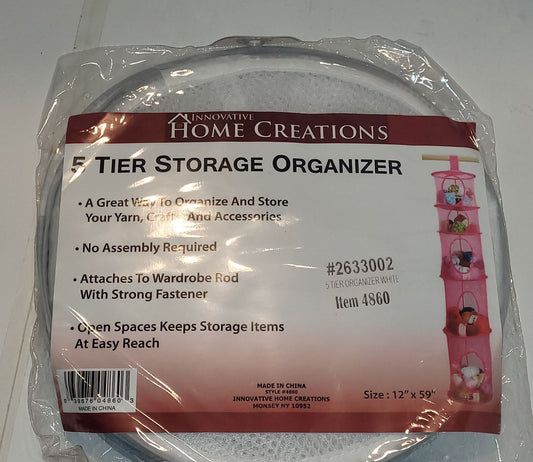 INNOVATIVE
HOME CREATIONS
5 TIER STORAGE ORGANIZER
• A Great Way To Organize And Store
Your Yarn, Crafts And Accessories
• No Assembly Required
• Attaches To Wardrobe Rod
With Strong Fastener
• Open Spaces Keeps Storage Items
At Easy Reach
#2633002
5 TIER ORGANIZER WHITE
Item 4860
MADE IN CHINA
STYLE #4860
INNOVATIVE HOME CREATIONS
MONSEY NY 10952
Size : 12" x 59"
04860 3
MADE IN CHINA